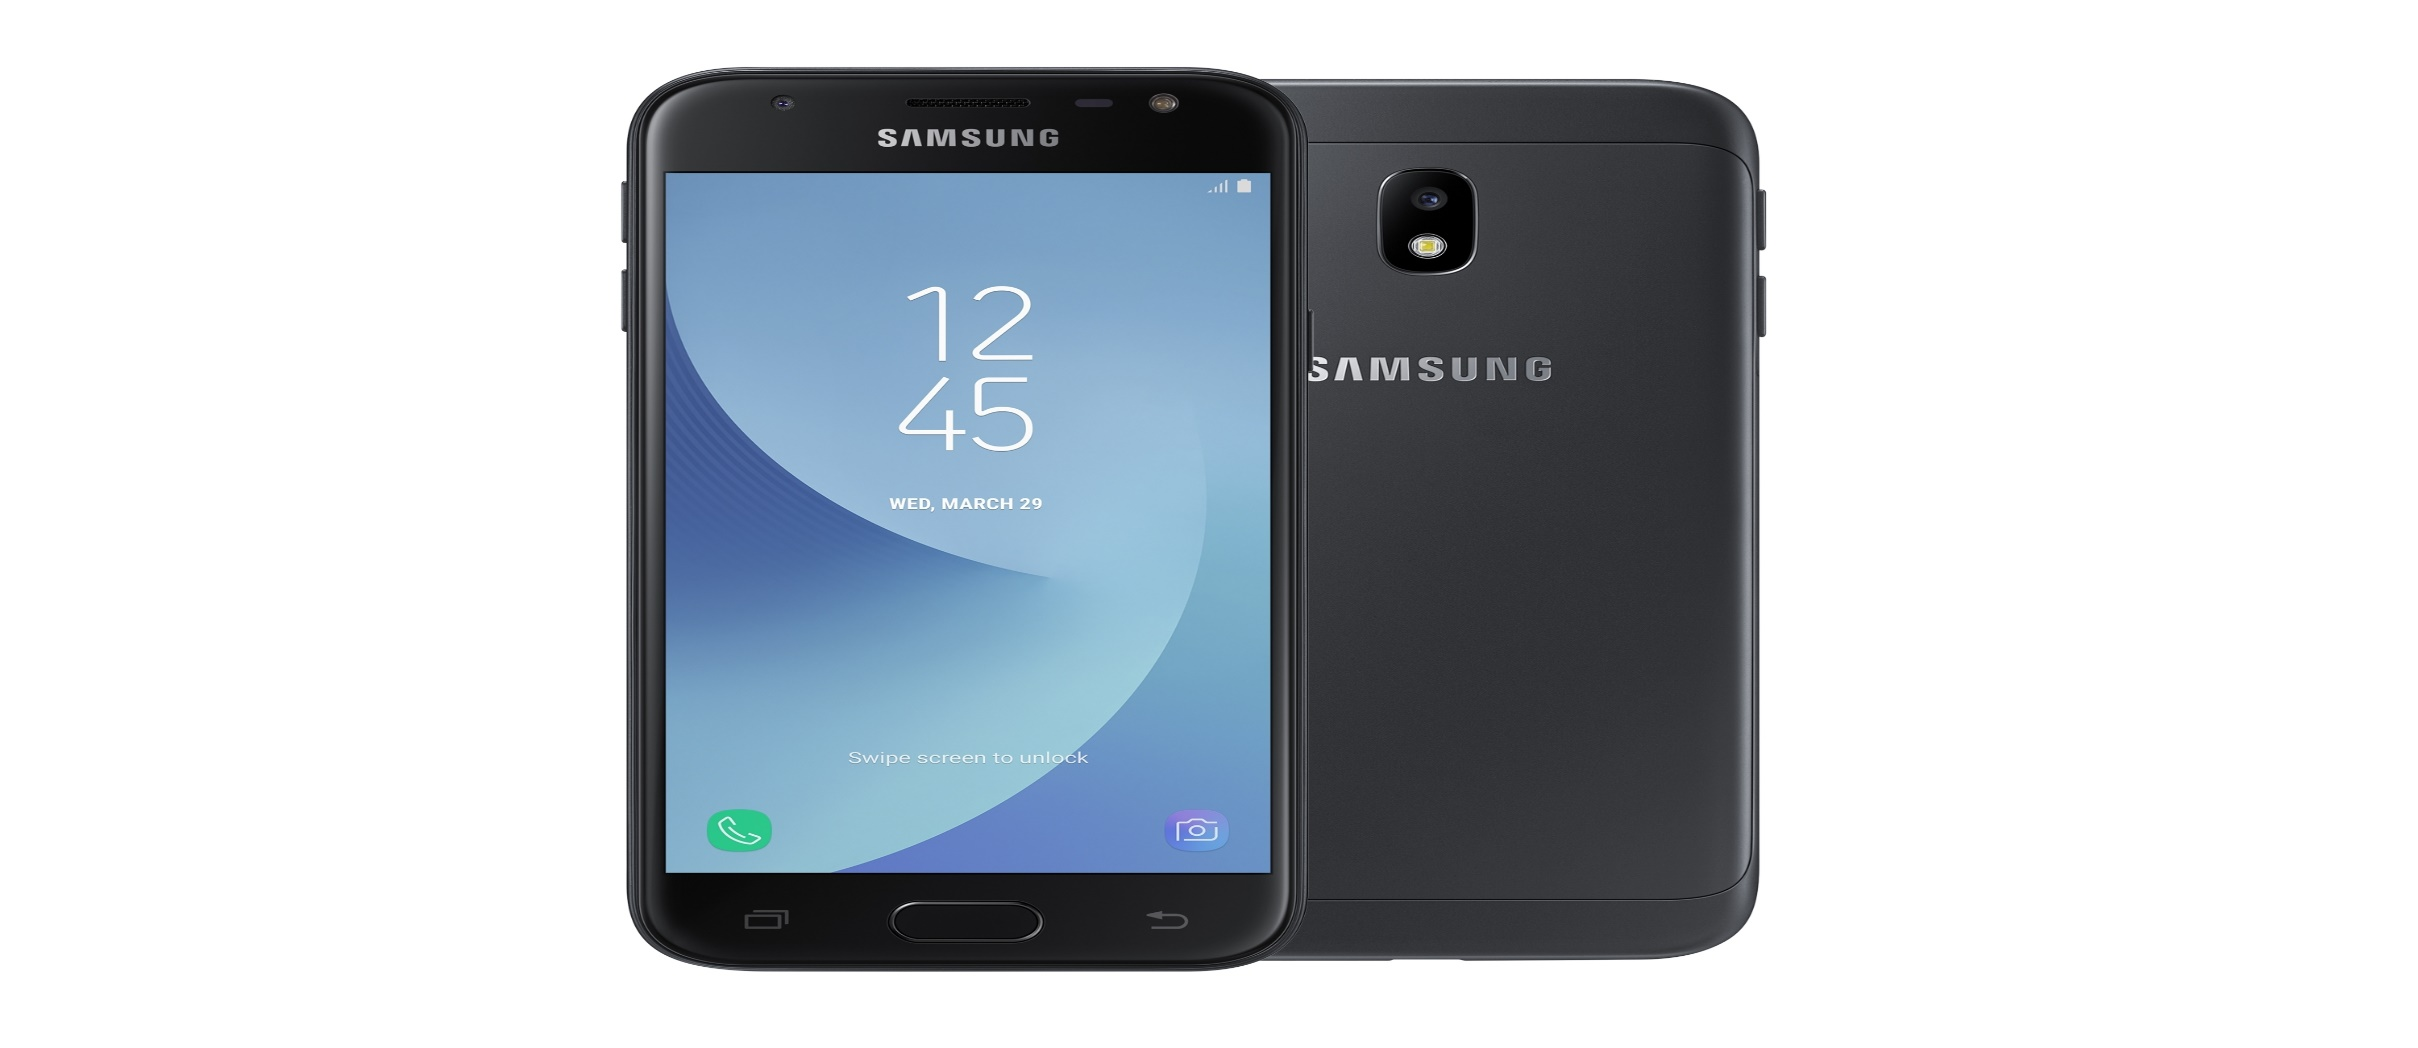 SAMSUNG
12
45
WED, MARCH 29
Swipe screen to unlock
SAMSUNG